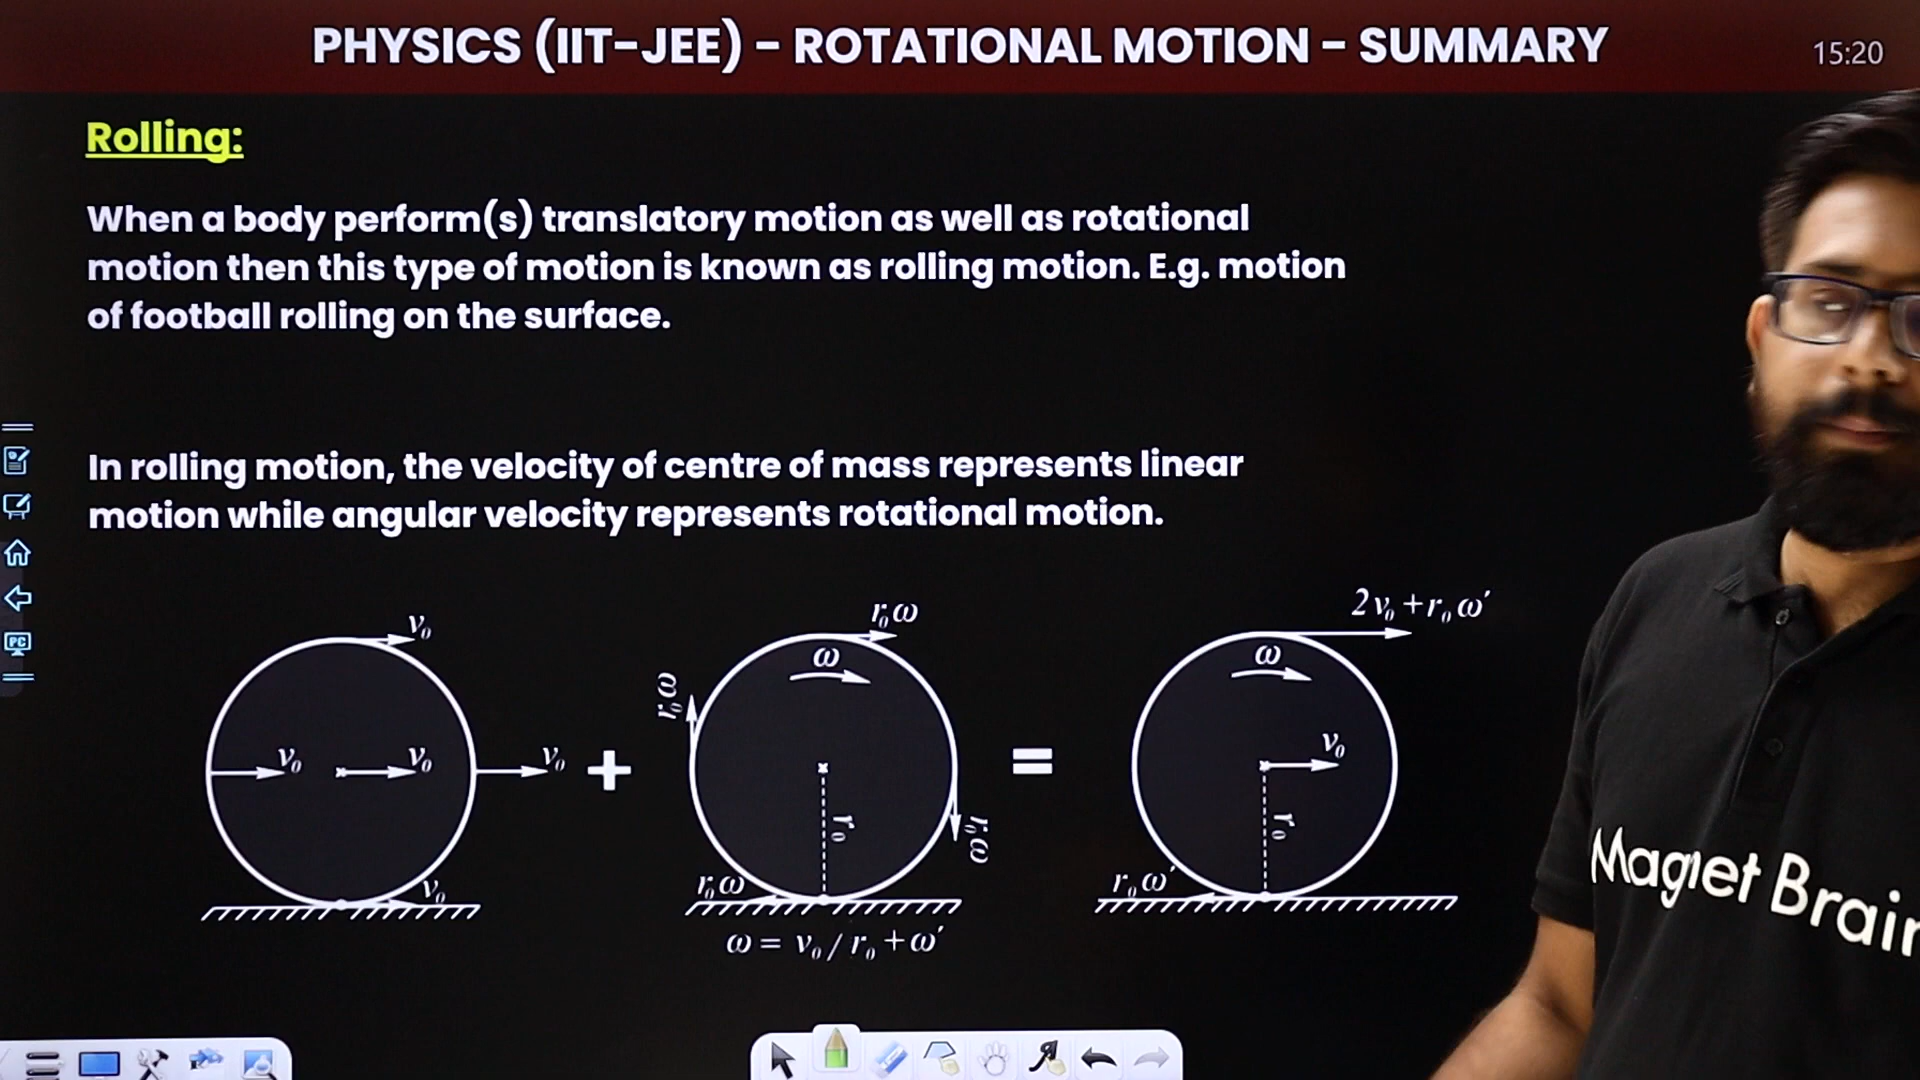 PHYSICS (IIT-JEE) - ROTATIONAL MOTION - SUMMARY
15:20
Rolling:
When a body perform(s) translatory motion as well as rotational
motion then this type of motion is known as rolling motion. E.g. motion
of football rolling on the surface.
In rolling motion, the velocity of centre of mass represents linear
motion while angular velocity represents rotational motion.
v₀
v₀
v₀
v₀
v₀
+
r₀ω
ω
r₀ω
r₀
r₀ω
r₀ω
ω = v₀ / r₀ + ω′
=
2v₀ + r₀ω′
ω
v₀
r₀
r₀ω′
PC
Magnet Brain